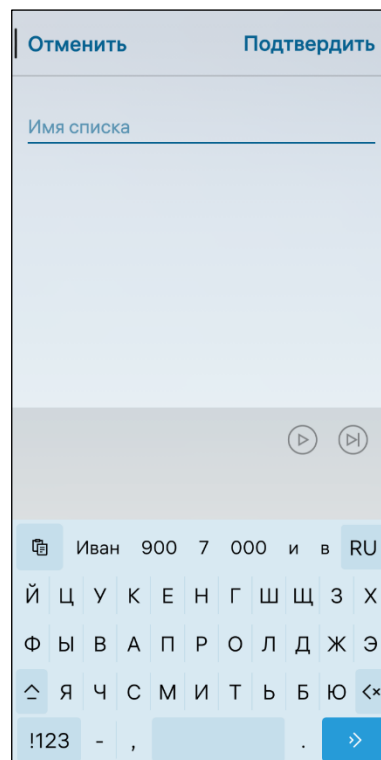 Отменить Подтвердить
Имя списка
Иван 900 7 000 и в RU
Й Ц У К Е Н Г Ш Щ З Х
Ф Ы В А П Р О Л Д Ж Э
Я Ч С М И Т Ь Б Ю
!123 - , .